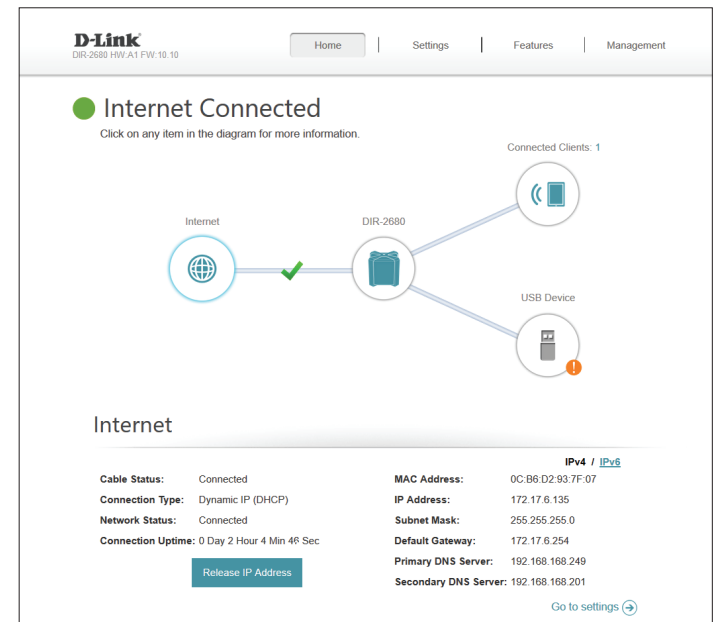 D-Link
DIR-2680 HW:A1 FW:10.10
Home
Settings
Features
Management
Internet Connected
Click on any item in the diagram for more information.
Connected Clients: 1
Internet
DIR-2680
USB Device
Internet
IPv4 / IPv6
Cable Status: Connected
Connection Type: Dynamic IP (DHCP)
Network Status: Connected
Connection Uptime: 0 Day 2 Hour 4 Min 46 Sec
Release IP Address
MAC Address: 0C:B6:D2:93:7F:07
IP Address: 172.17.6.135
Subnet Mask: 255.255.255.0
Default Gateway: 172.17.6.254
Primary DNS Server: 192.168.168.249
Secondary DNS Server: 192.168.168.201
Go to settings